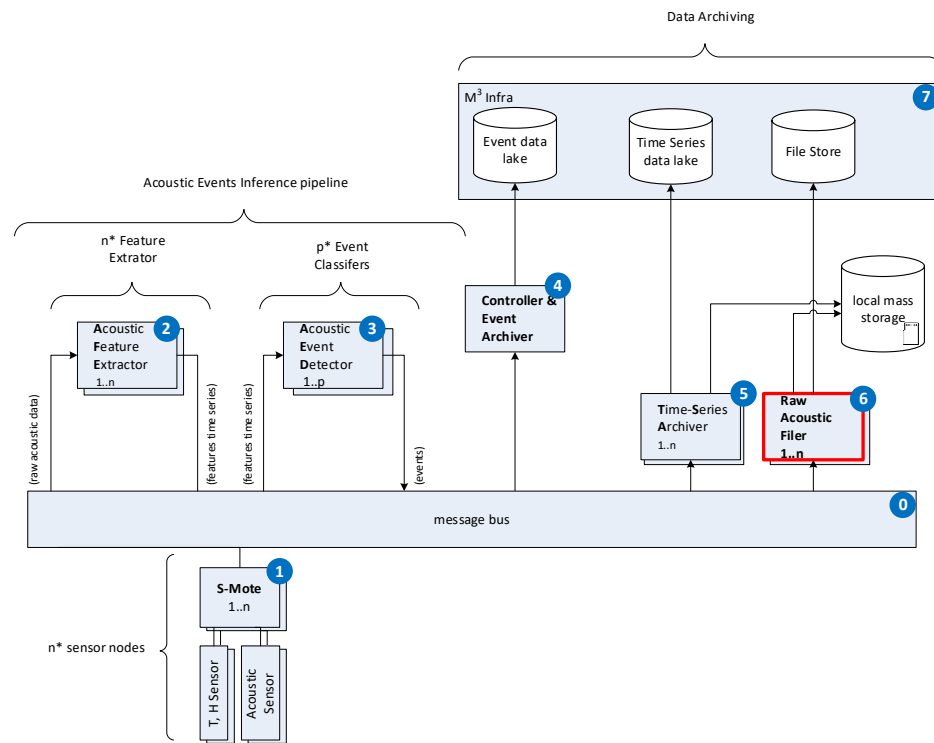 Data Archiving
M³ Infra
7
Event data
lake
Time Series
data lake
File Store
Acoustic Events Inference pipeline
n* Feature
Extrator
p* Event
Classifers
4
Controller &
Event
Archiver
local mass
storage
2
Acoustic
Feature
Extractor
1..n
3
Acoustic
Event
Detector
1..p
5
Time-Series
Archiver
1..n
6
Raw
Acoustic
Filer
1..n
(raw acoustic data)
(features time series)
(features time series)
(events)
0
message bus
1
S-Mote
1..n
n* sensor nodes
T, H Sensor
Acoustic
Sensor